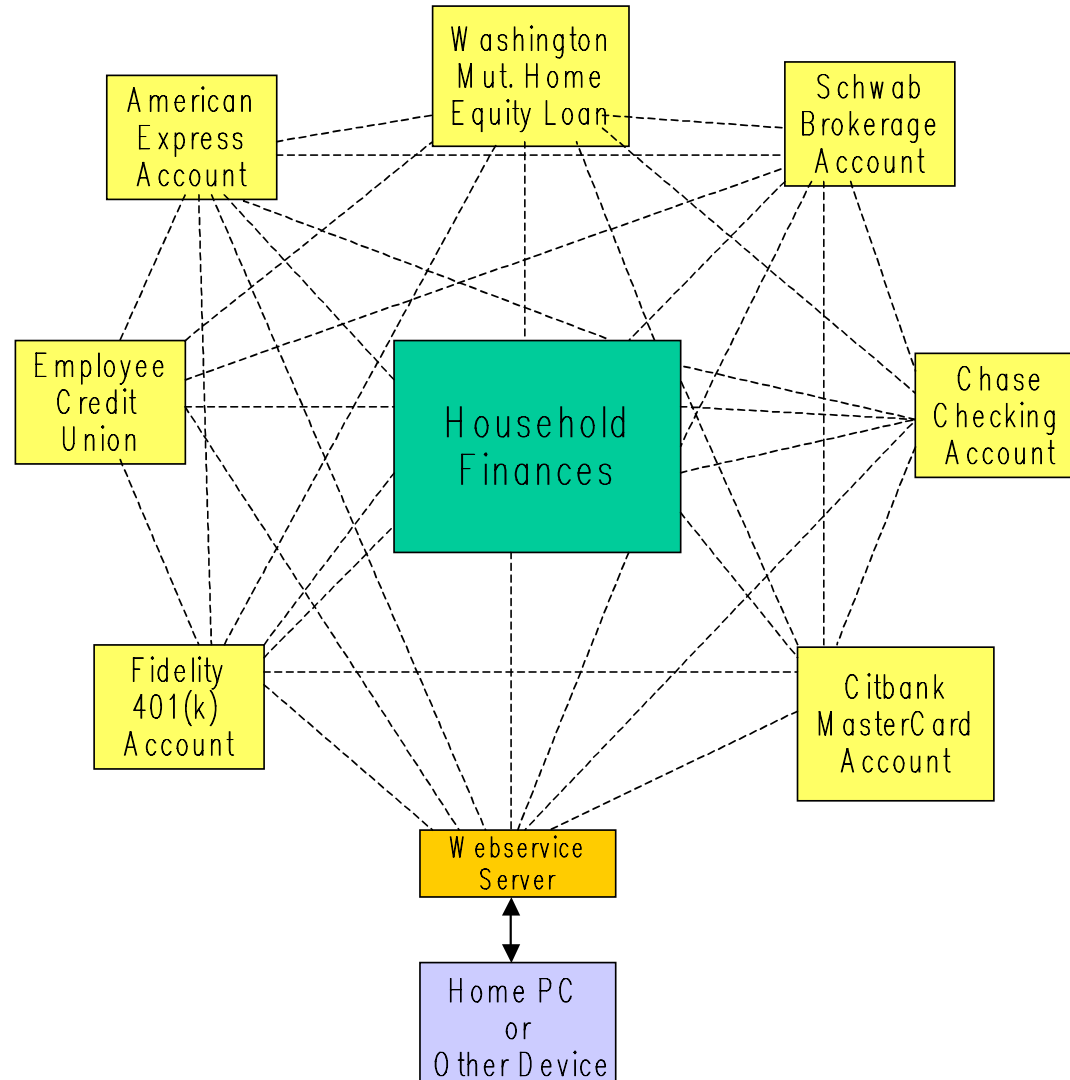 Washington
Mut. Home
Equity Loan
American
Express
Account
Schwab
Brokerage
Account
Employee
Credit
Union
Household
Finances
Chase
Checking
Account
Fidelity
401(k)
Account
Citbank
MasterCard
Account
Webservice
Server
Home PC
or
Other Device